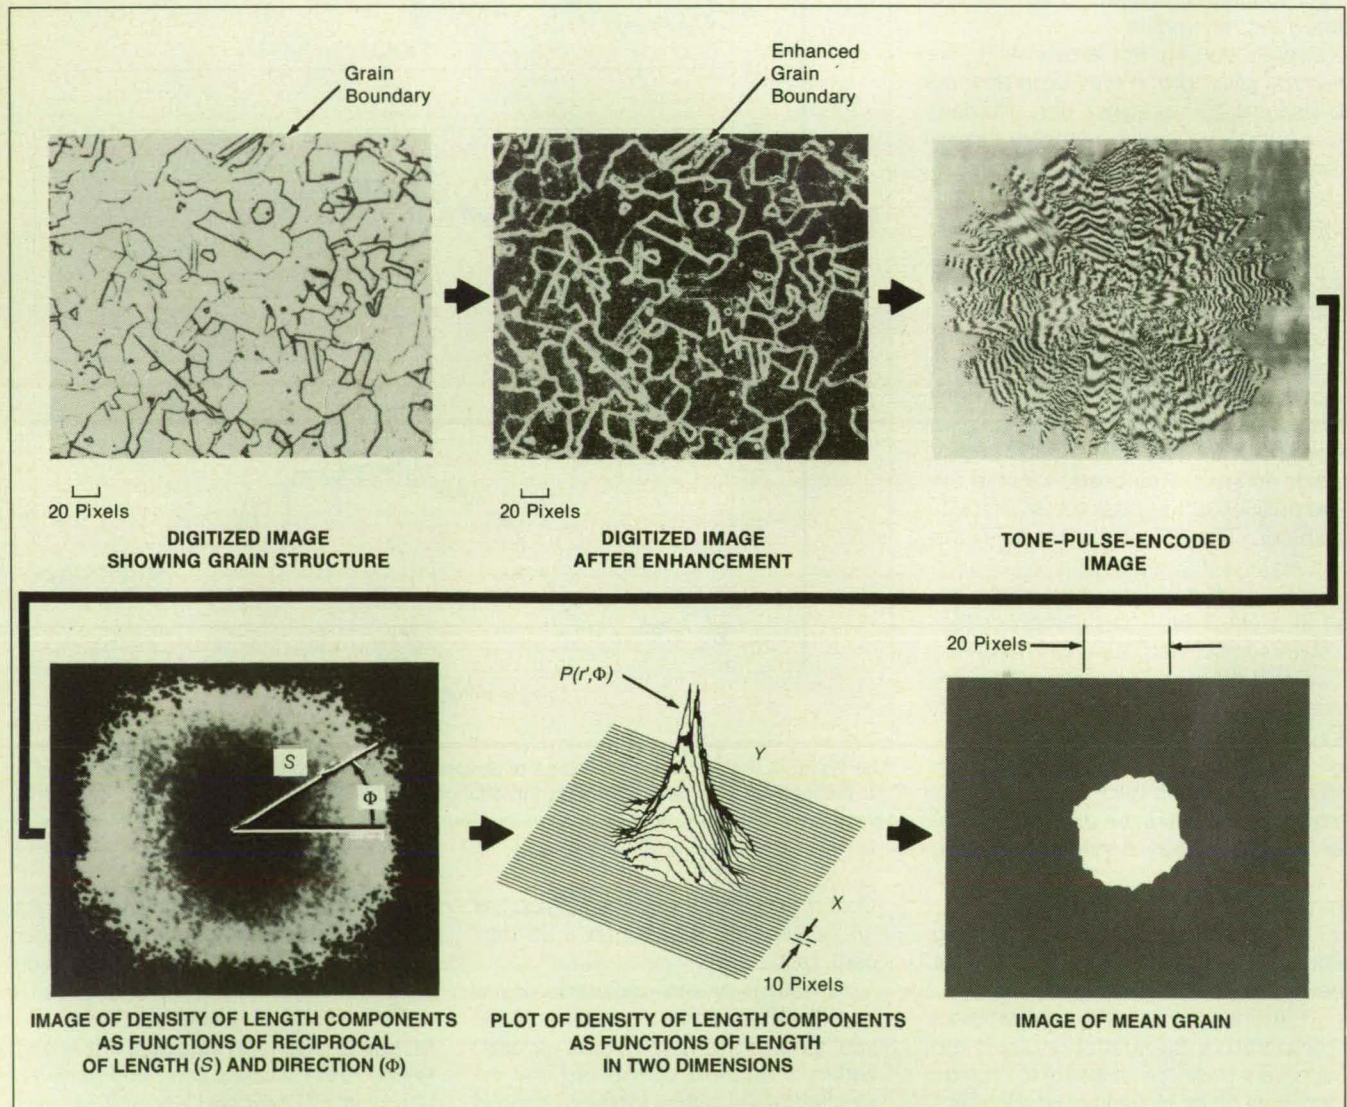 Grain
Boundary
Enhanced
Grain
Boundary
20 Pixels
DIGITIZED IMAGE
SHOWING GRAIN STRUCTURE
20 Pixels
DIGITIZED IMAGE
AFTER ENHANCEMENT
TONE-PULSE-ENCODED
IMAGE
S
Φ
IMAGE OF DENSITY OF LENGTH COMPONENTS
AS FUNCTIONS OF RECIPROCAL
OF LENGTH (S) AND DIRECTION (Φ)
P(r',Φ)
Y
X
10 Pixels
PLOT OF DENSITY OF LENGTH COMPONENTS
AS FUNCTIONS OF LENGTH
IN TWO DIMENSIONS
20 Pixels
IMAGE OF MEAN GRAIN